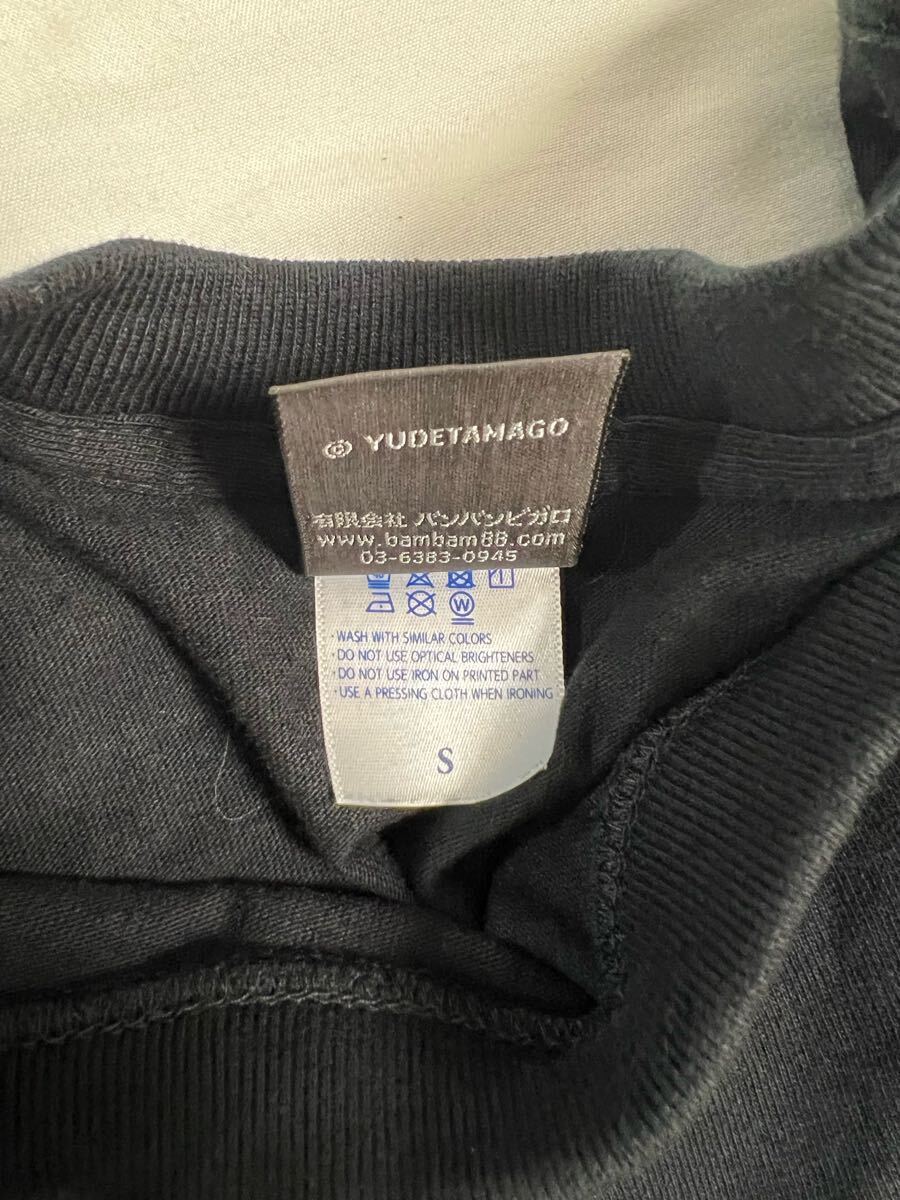 © YUDETAMAGO
有限会社 バンバンビガロ
www.bambam88.com
03-6383-0945
W
・WASH WITH SIMILAR COLORS
・DO NOT USE OPTICAL BRIGHTENERS
・DO NOT USE IRON ON PRINTED PART
・USE A PRESSING CLOTH WHEN IRONING
S